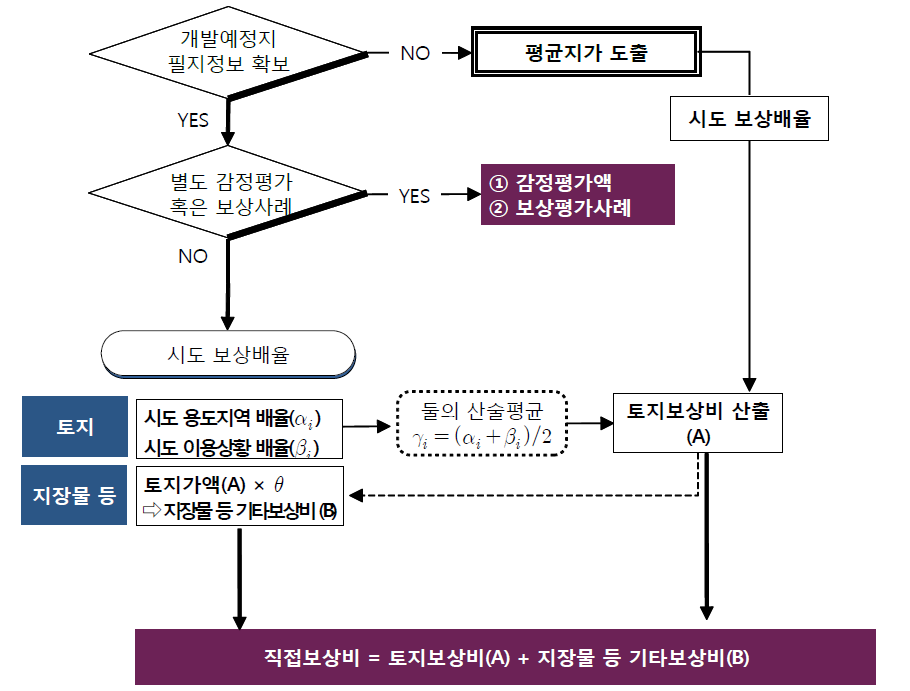 개발예정지
필지정보 확보
NO
평균지가 도출
시도 보상배율
YES
별도 감정평가
혹은 보상사례
YES
① 감정평가액
② 보상평가사례
NO
시도 보상배율
토지
시도 용도지역 배율(αi)
시도 이용상황 배율(βi)
둘의 산술평균
γi = (αi + βi)/2
토지보상비 산출
(A)
지장물 등
토지가액(A) × θ
⇨ 지장물 등 기타보상비 (B)
직접보상비 = 토지보상비(A) + 지장물 등 기타보상비(B)